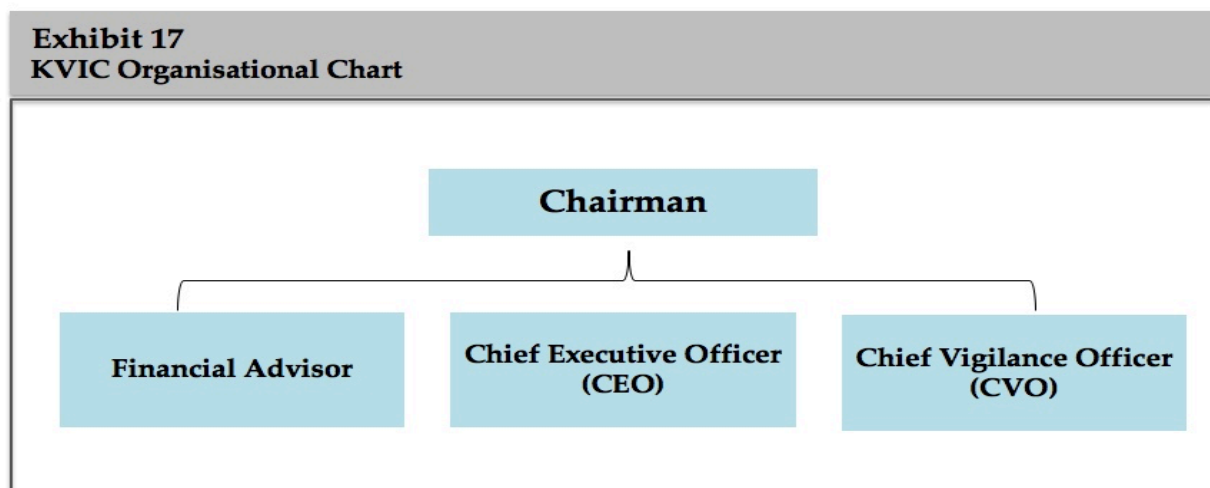 Exhibit 17
KVIC Organisational Chart
Chairman
Financial Advisor
Chief Executive Officer
(CEO)
Chief Vigilance Officer
(CVO)